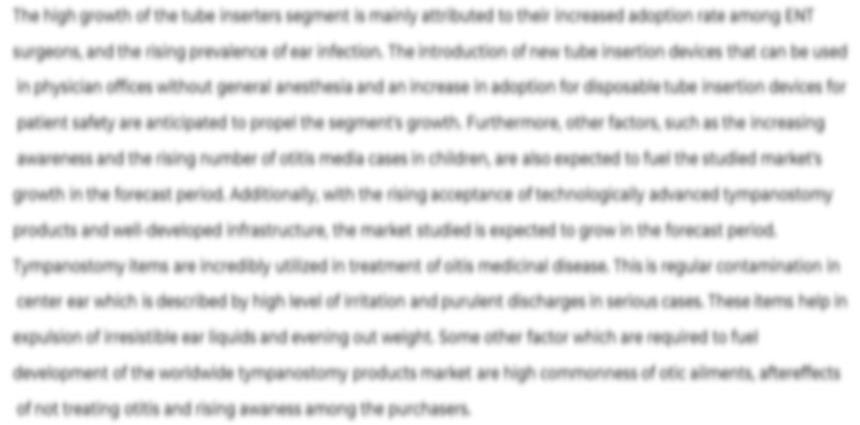 The high growth of the tube inserters segment is mainly attributed to their increased adoption rate among ENT
surgeons, and the rising prevalence of ear infection. The introduction of new tube insertion devices that can be used
in physician offices without general anesthesia and an increase in adoption for disposable tube insertion devices for
patient safety are anticipated to propel the segment's growth. Furthermore, other factors, such as the increasing
awareness and the rising number of otitis media cases in children, are also expected to fuel the studied market's
growth in the forecast period. Additionally, with the rising acceptance of technologically advanced tympanostomy
products and well-developed infrastructure, the market studied is expected to grow in the forecast period.
Tympanostomy items are incredibly utilized in treatment of oitis medicinal disease. This is regular contamination in
center ear which is described by high level of irritation and purulent discharges in serious cases. These items help in
expulsion of irresistible ear liquids and evening out weight. Some other factor which are required to fuel
development of the worldwide tympanostomy products market are high commonness of otic ailments, aftereffects
of not treating otitis and rising awaness among the purchasers.